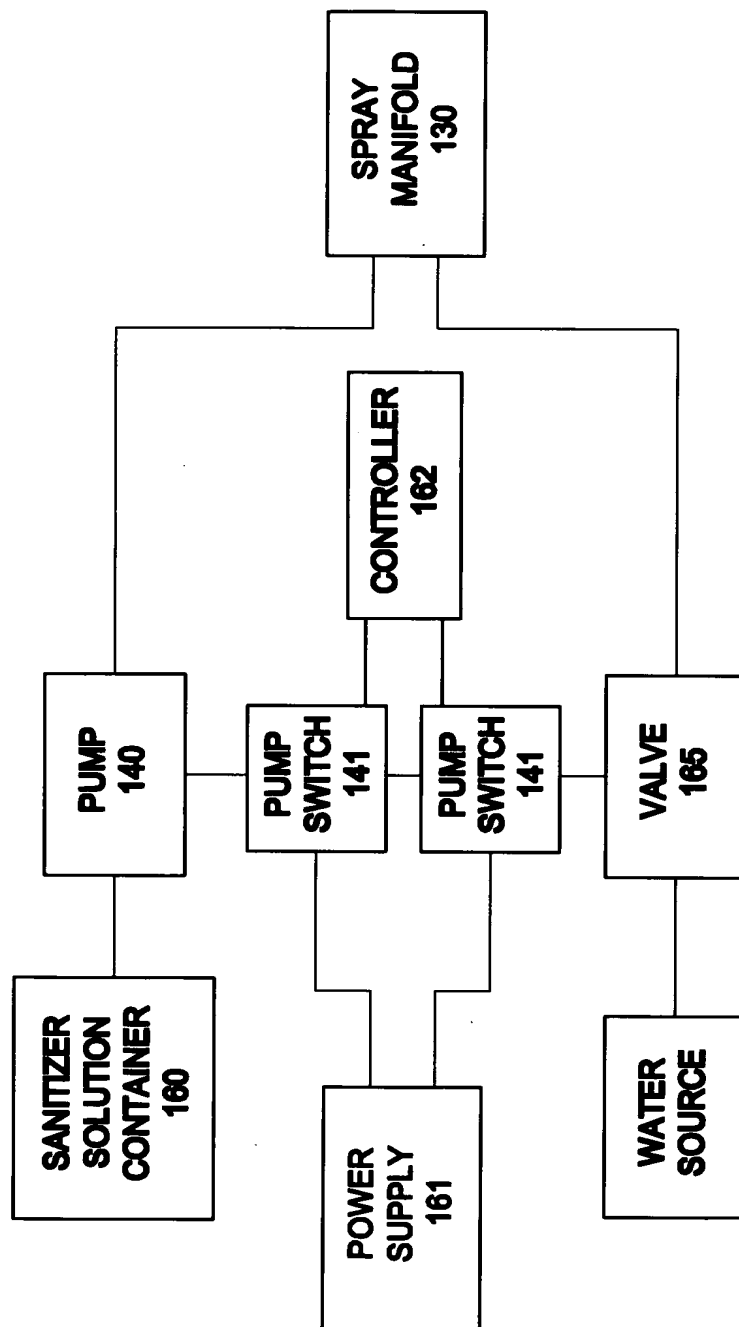 SANITIZER
SOLUTION
CONTAINER
160
PUMP
140
SPRAY
MANIFOLD
130
POWER
SUPPLY
161
PUMP
SWITCH
141
PUMP
SWITCH
141
CONTROLLER
162
WATER
SOURCE
VALVE
165